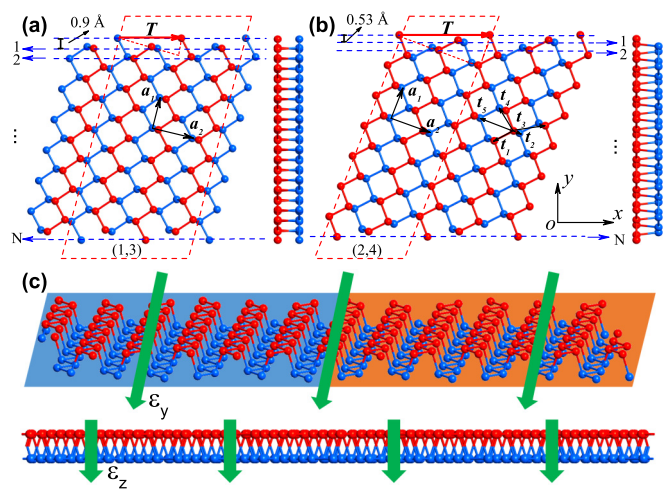 (a)
0.9 Å
T
1
2
a1
a2
⋮
N
(1,3)
(b)
0.53 Å
T
1
2
a1
a2
t5
t4
t3
t2
t1
⋮
y
o
x
N
(2,4)
(c)
εy
εz